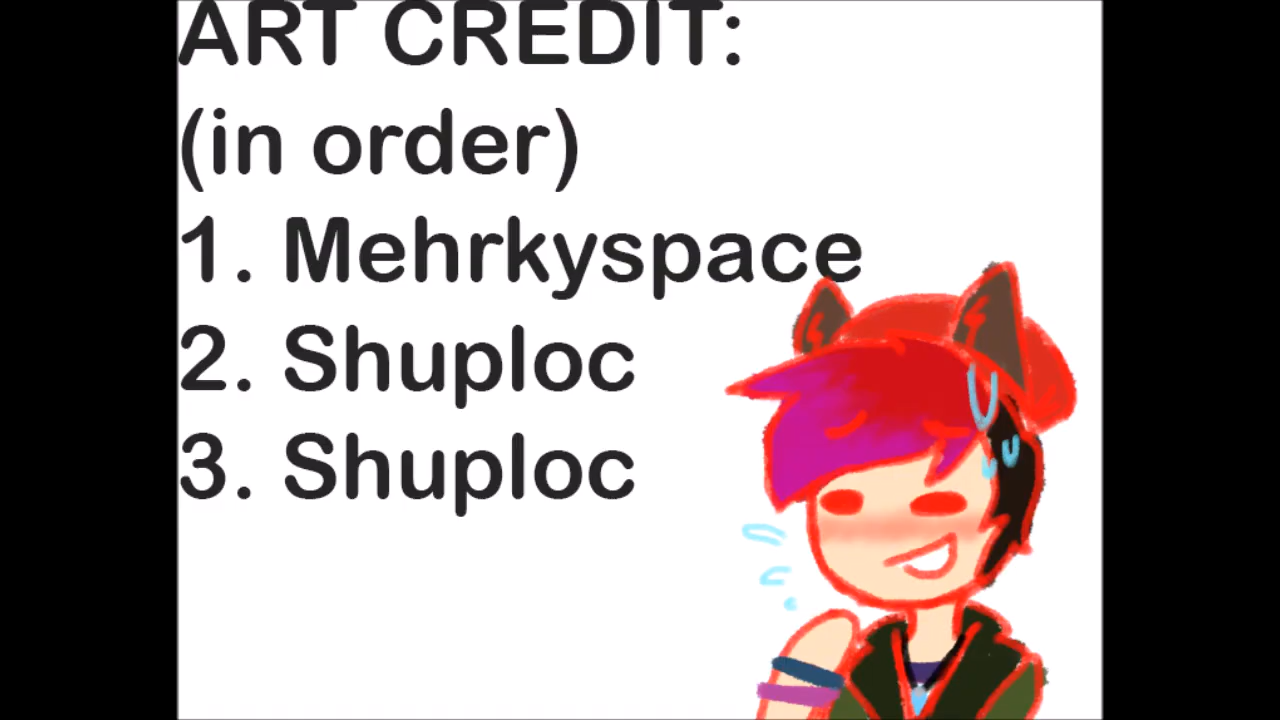 ART CREDIT:
(in order)
1. Mehrkyspace
2. Shuploc
3. Shuploc